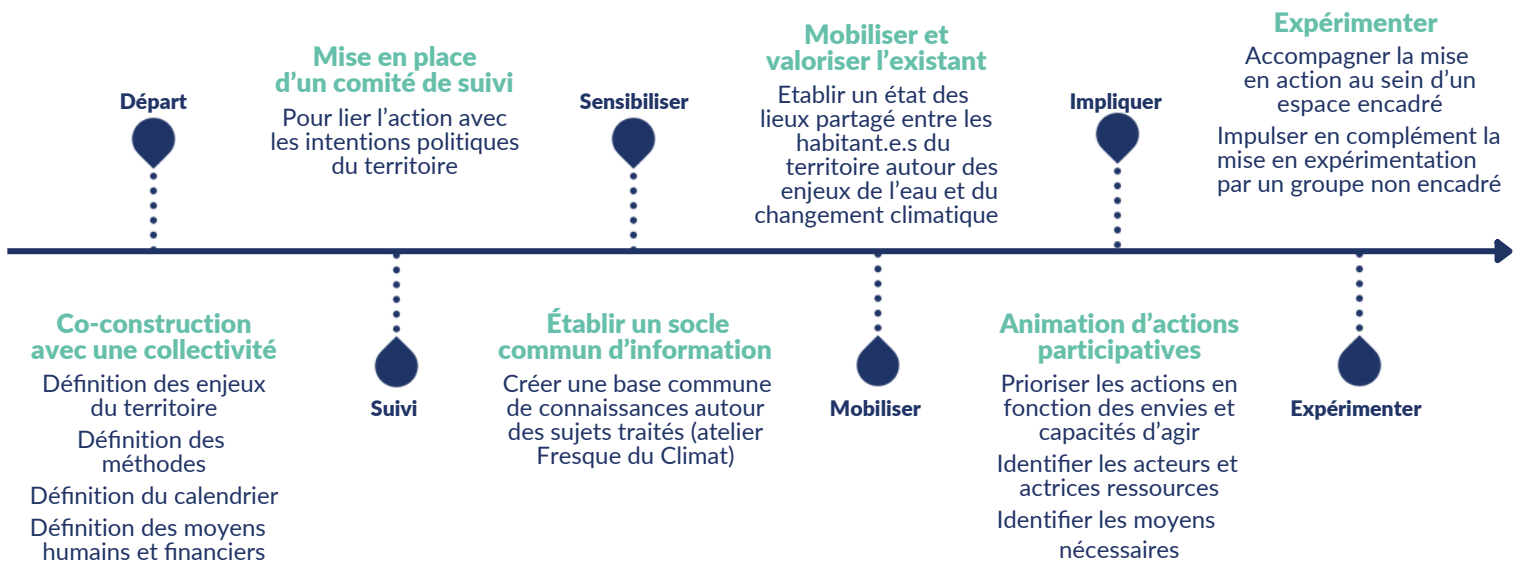 Départ
Co-construction
avec une collectivité
Définition des enjeux
du territoire
Définition des
méthodes
Définition du calendrier
Définition des moyens
humains et financiers
Mise en place
d'un comité de suivi
Pour lier l'action avec
les intentions politiques
du territoire
Suivi
Sensibiliser
Établir un socle
commun d'information
Créer une base commune
de connaissances autour
des sujets traités (atelier
Fresque du Climat)
Mobiliser et
valoriser l'existant
Etablir un état des
lieux partagé entre les
habitant.e.s du
territoire autour des
enjeux de l'eau et du
changement climatique
Mobiliser
Impliquer
Animation d'actions
participatives
Prioriser les actions en
fonction des envies et
capacités d'agir
Identifier les acteurs et
actrices ressources
Identifier les moyens
nécessaires
Expérimenter
Accompagner la mise
en action au sein d'un
espace encadré
Impulser en complément la
mise en expérimentation
par un groupe non encadré
Expérimenter